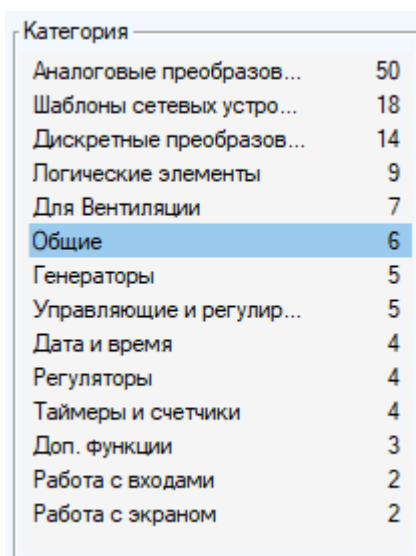 Категория
Аналоговые преобразов... 50
Шаблоны сетевых устро... 18
Дискретные преобразов... 14
Логические элементы 9
Для Вентиляции 7
Общие 6
Генераторы 5
Управляющие и регулир... 5
Дата и время 4
Регуляторы 4
Таймеры и счетчики 4
Доп. функции 3
Работа с входами 2
Работа с экраном 2